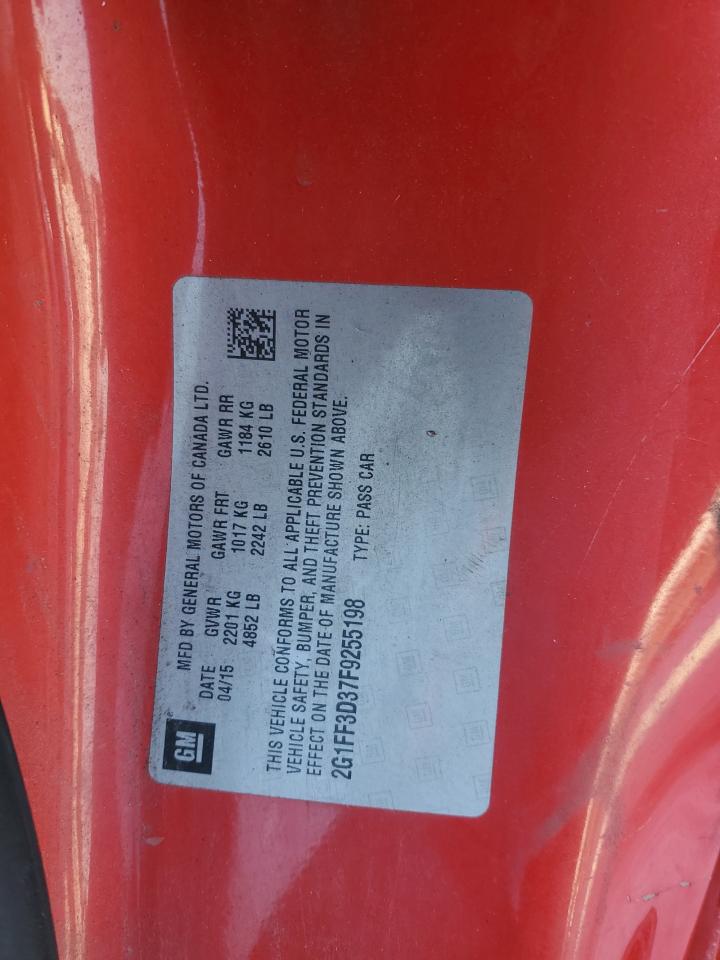 GM
MFD BY GENERAL MOTORS OF CANADA LTD.
DATE GVWR GAWR FRT GAWR RR
04/15 2201 KG 1017 KG 1184 KG
4852 LB 2242 LB 2610 LB
THIS VEHICLE CONFORMS TO ALL APPLICABLE U.S. FEDERAL MOTOR
VEHICLE SAFETY, BUMPER, AND THEFT PREVENTION STANDARDS IN
EFFECT ON THE DATE OF MANUFACTURE SHOWN ABOVE.
2G1FF3D37F9255198 TYPE: PASS CAR